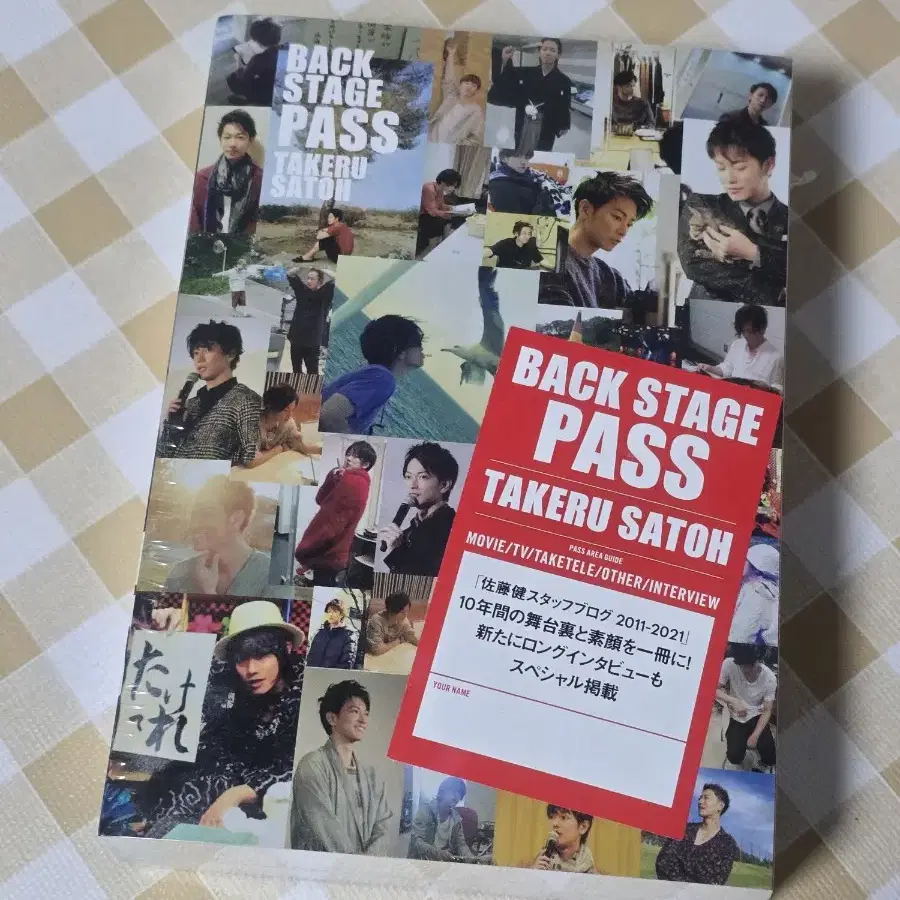 BACK
STAGE
PASS
TAKERU
SATOH
BACK STAGE
PASS
TAKERU SATOH
PASS AREA GUIDE
MOVIE/TV/TAKETELE/OTHER/INTERVIEW
「佐藤健スタッフブログ 2011-2021」
10年間の舞台裏と素顔を一冊に!
新たにロングインタビューも
スペシャル掲載
YOUR NAME
たけ
てれ